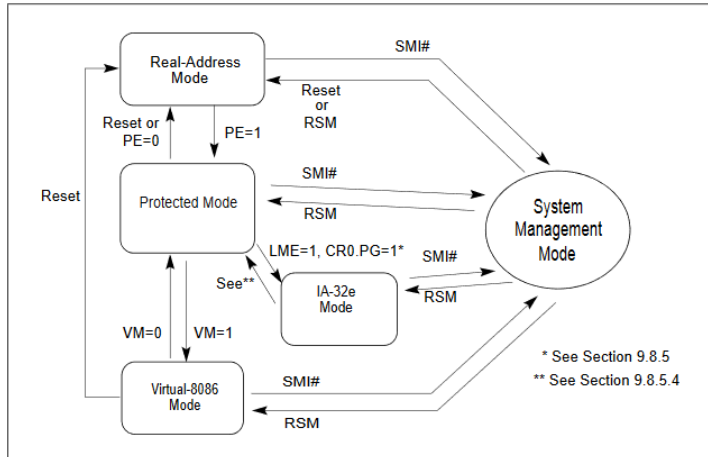 SMI#
Real-Address
Mode
Reset
or
RSM
Reset or
PE=0
PE=1
SMI#
Reset
Protected Mode
RSM
System
Management
Mode
LME=1, CR0.PG=1*
SMI#
See**
IA-32e
Mode
RSM
VM=0
VM=1
* See Section 9.8.5
** See Section 9.8.5.4
Virtual-8086
Mode
SMI#
RSM